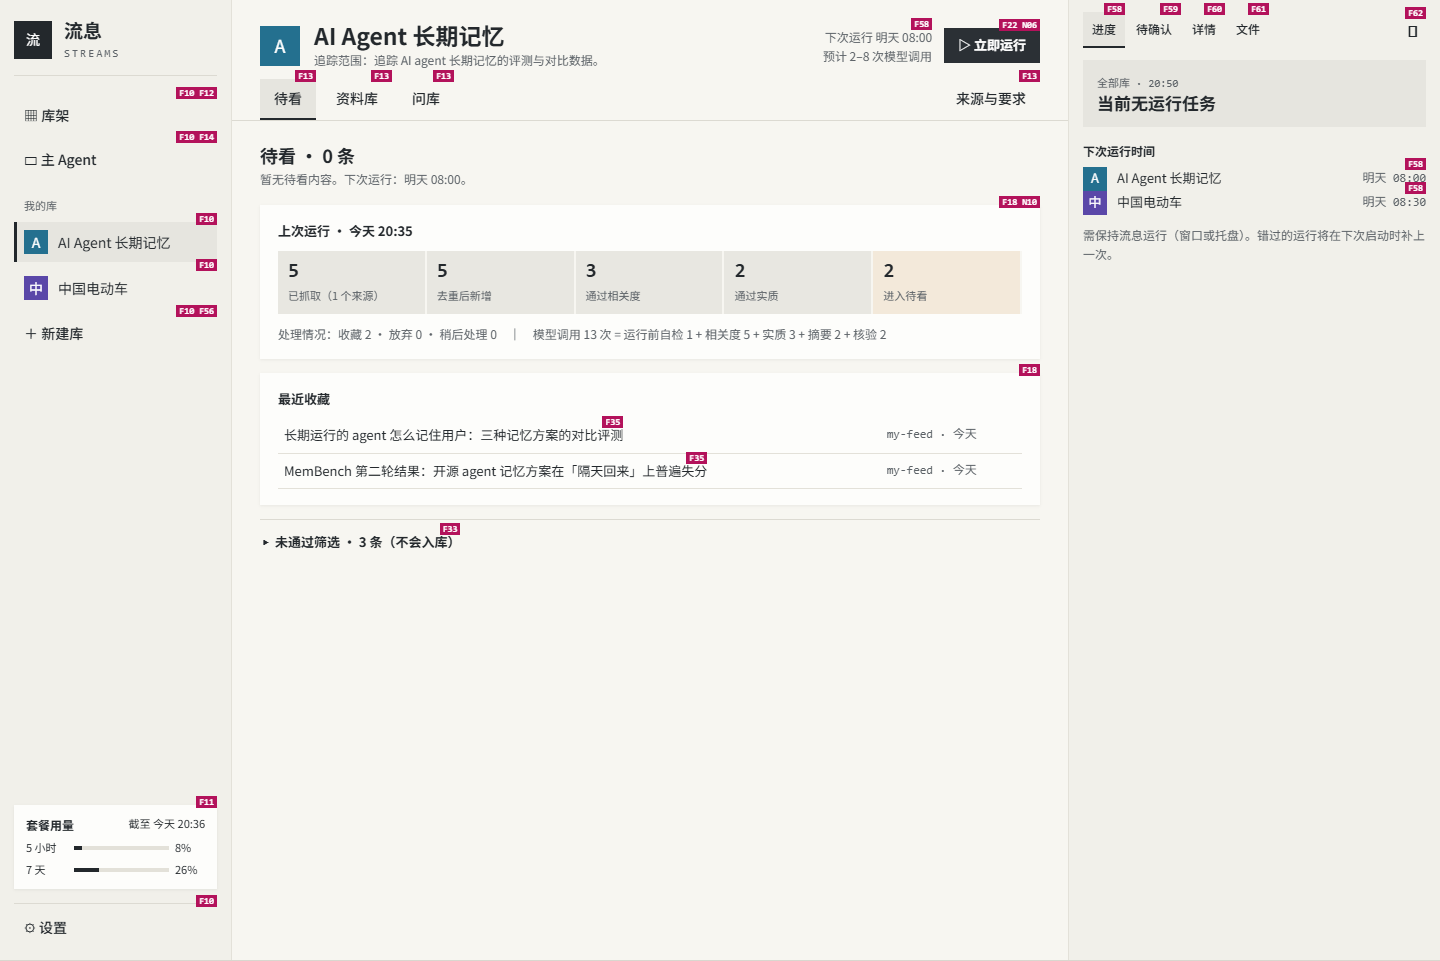 流
流息
STREAMS
F10 F12
库架
F10 F14
主 Agent
我的库
F10
A AI Agent 长期记忆
F10
中 中国电动车
F10 F56
＋ 新建库
F11
套餐用量 截至 今天 20:36
5 小时 8%
7 天 26%
F10
设置
A
AI Agent 长期记忆
追踪范围：追踪 AI agent 长期记忆的评测与对比数据。
F58
下次运行 明天 08:00
预计 2–8 次模型调用
F22 N06
▷ 立即运行
F13 F13 F13 F13
待看 资料库 问库 来源与要求
待看 · 0 条
暂无待看内容。下次运行：明天 08:00。
F18 N10
上次运行 · 今天 20:35
5 5 3 2 2
已抓取（1 个来源） 去重后新增 通过相关度 通过实质 进入待看
处理情况：收藏 2 · 放弃 0 · 稍后处理 0 | 模型调用 13 次 = 运行前自检 1 + 相关度 5 + 实质 3 + 摘要 2 + 核验 2
F18
最近收藏
F35
长期运行的 agent 怎么记住用户：三种记忆方案的对比评测 my-feed · 今天
F35
MemBench 第二轮结果：开源 agent 记忆方案在「隔天回来」上普遍失分 my-feed · 今天
F33
▸ 未通过筛选 · 3 条（不会入库）
F58 F59 F60 F61 F62
进度 待确认 详情 文件
全部库 · 20:50
当前无运行任务
下次运行时间
F58
A AI Agent 长期记忆 明天 08:00
F58
中 中国电动车 明天 08:30
需保持流息运行（窗口或托盘）。错过的运行将在下次启动时补上
一次。